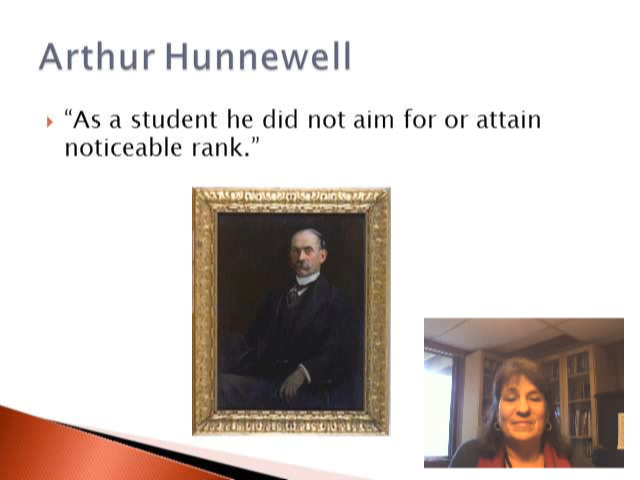 Arthur Hunnewell
“As a student he did not aim for or attain
noticeable rank.”